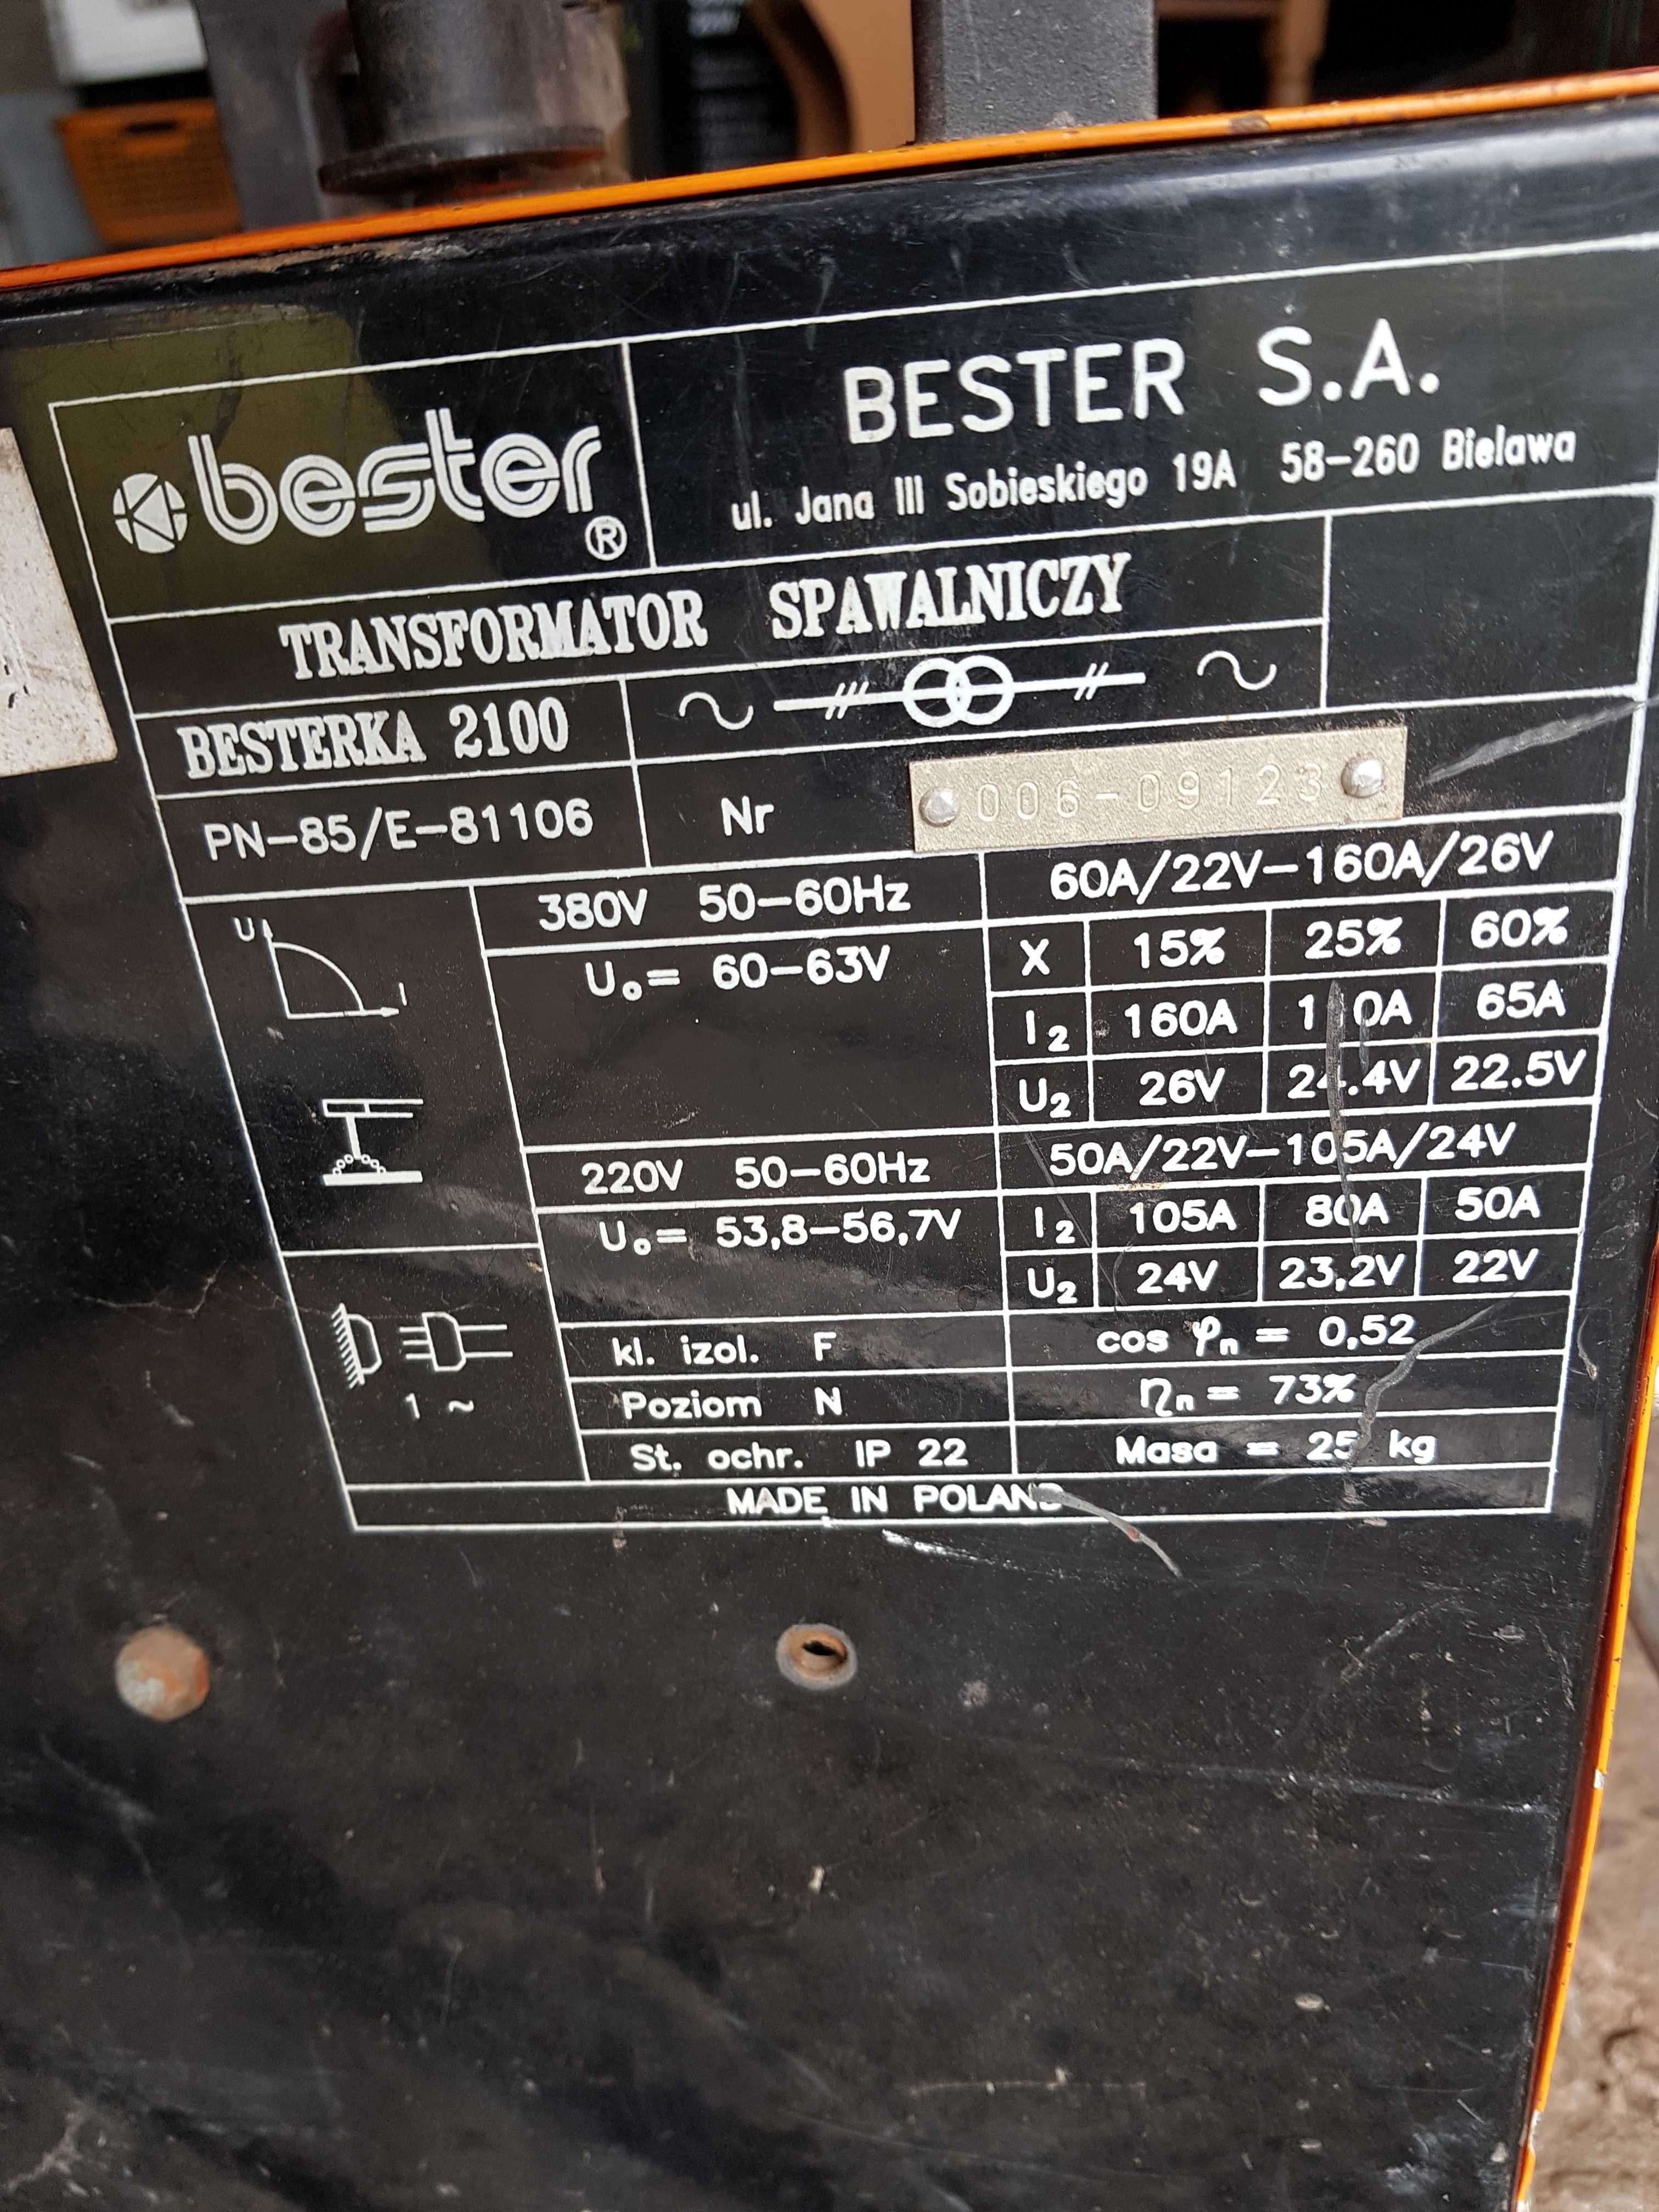 bester ®
BESTER S.A.
ul. Jana III Sobieskiego 19A 58-260 Bielawa
TRANSFORMATOR SPAWALNICZY
BESTERKA 2100
PN-85/E-81106 Nr 006-09123
380V 50-60Hz 60A/22V-160A/26V
U₀= 60-63V
X 15% 25% 60%
I₂ 160A 65A
U₂ 26V 22.5V
220V 50-60Hz 50A/22V-105A/24V
U₀= 53,8-56,7V
I₂ 105A 80A 50A
U₂ 24V 23,2V 22V
U
I
1 ~
kl. izol. F cos φn = 0,52
Poziom N ηn = 73%
St. ochr. IP 22 Masa = 25 kg
MADE IN POLAND